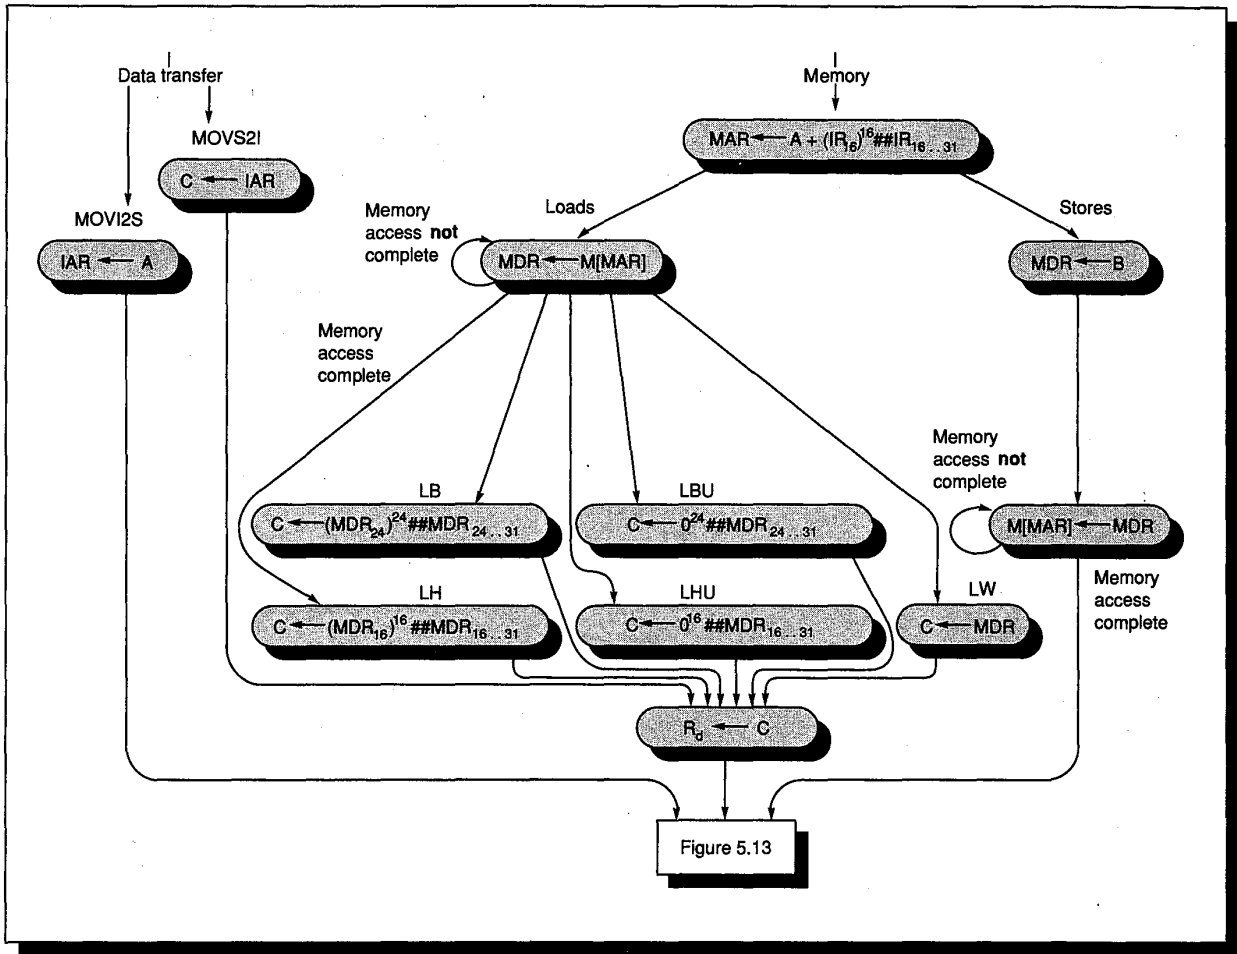 Data transfer
Memory
MOVS2I
MAR ← A + (IR₁₆)¹⁶##IR₁₆..₃₁
C ← IAR
Memory
access not
complete
Loads
Stores
MOVI2S
IAR ← A
MDR ← M[MAR]
MDR ← B
Memory
access
complete
Memory
access not
complete
LB
LBU
C ← (MDR₂₄)²⁴##MDR₂₄..₃₁
C ← 0²⁴##MDR₂₄..₃₁
M[MAR] ← MDR
Memory
access
complete
LH
LHU
LW
C ← (MDR₁₆)¹⁶##MDR₁₆..₃₁
C ← 0¹⁶##MDR₁₆..₃₁
C ← MDR
R_d ← C
Figure 5.13